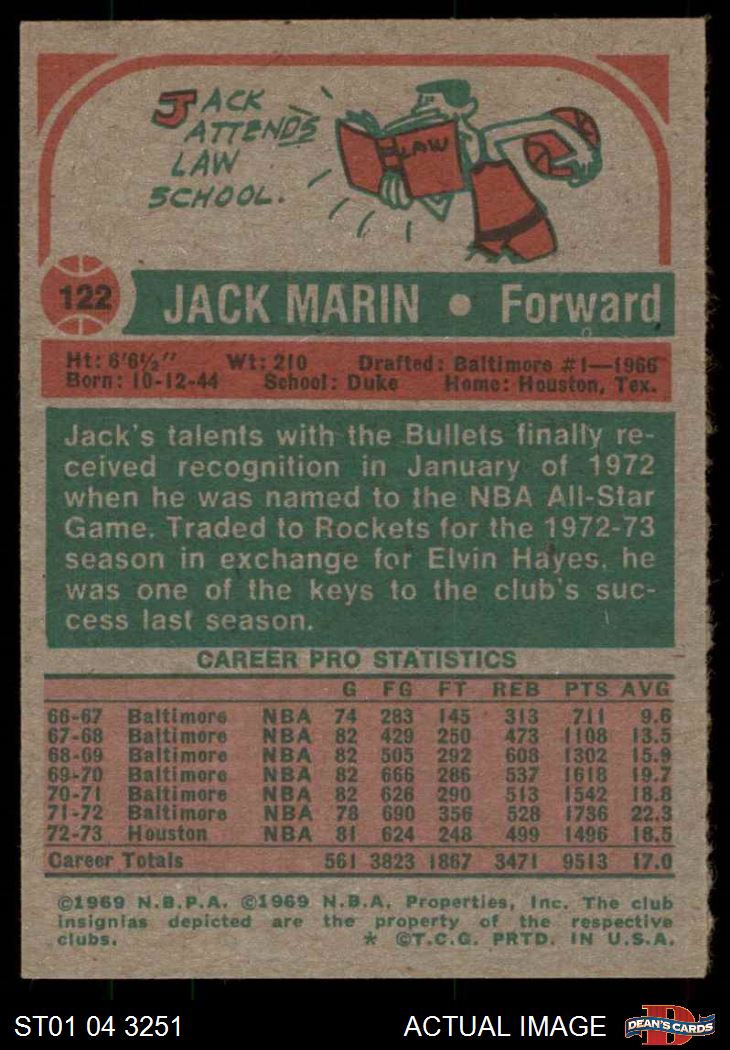 JACK
ATTENDS
LAW
SCHOOL.
LAW
122 JACK MARIN • Forward
Ht: 6'6½" Wt: 210 Drafted: Baltimore #1—1966
Born: 10-12-44 School: Duke Home: Houston, Tex.
Jack's talents with the Bullets finally re-
ceived recognition in January of 1972
when he was named to the NBA All-Star
Game. Traded to Rockets for the 1972-73
season in exchange for Elvin Hayes, he
was one of the keys to the club's suc-
cess last season.
CAREER PRO STATISTICS
G FG FT REB PTS AVG
66-67 Baltimore NBA 74 283 145 313 711 9.6
67-68 Baltimore NBA 82 429 250 473 1108 13.5
68-69 Baltimore NBA 82 505 292 608 1302 15.9
69-70 Baltimore NBA 82 666 286 537 1618 19.7
70-71 Baltimore NBA 82 626 290 513 1542 18.8
71-72 Baltimore NBA 78 690 356 528 1736 22.3
72-73 Houston NBA 81 624 248 499 1496 18.5
Career Totals 561 3823 1867 3471 9513 17.0
©1969 N.B.P.A. ©1969 N.B.A. Properties, Inc. The club
insignias depicted are the property of the respective
clubs. * ©T.C.G. PRTD. IN U.S.A.
ST01 04 3251 ACTUAL IMAGE D DEAN'S CARDS